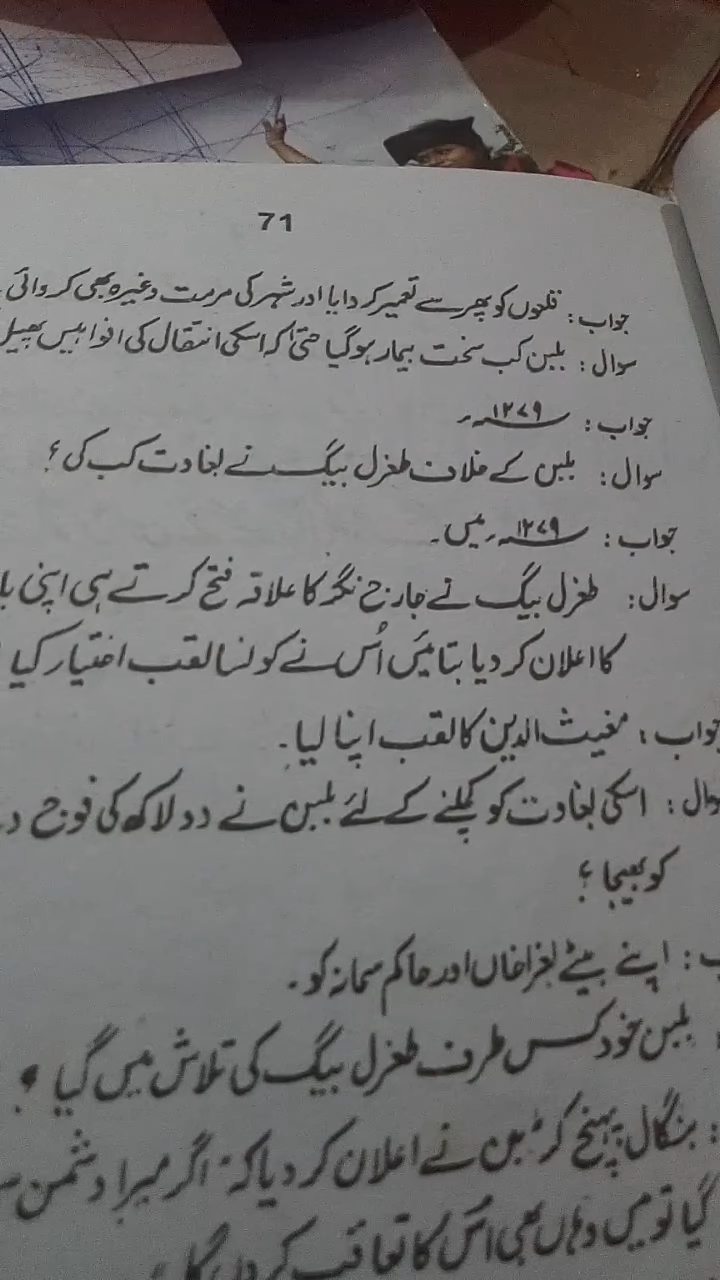 71
جواب: قلعوں کو پھر سے تعمیر کروایا اور شہر کی مرمت وغیرہ بھی کروائی
سوال: بلبن کب سخت بیمار ہوگیا حتیٰ کہ اسکی انتقال کی افواہیں پھیل
جواب: ۱۲۷۹ء
سوال: بلبن کے خلاف طغرل بیگ نے بغاوت کب کی؟
جواب: ۱۲۷۹ء میں۔
سوال: طغرل بیگ نے جارج نگر کا علاقہ فتح کرتے ہی اپنی
کا اعلان کر دیا بتائیں اُس نے کونسا لقب اختیار کیا
جواب: مغیث الدین کا لقب اپنا لیا۔
سوال: اسکی بغاوت کو کچلنے کے لئے بلبن نے دو لاکھ کی فوج
کو بھیجا؟
اپنے بیٹے بغرا خاں اور حاکم سمانہ کو۔
بلبن خود کس طرف طغرل بیگ کی تلاش میں گیا؟
: بنگال پہنچ کر بلبن نے اعلان کر دیا کہ "اگر میرا دشمن
گیا تو میں وہاں بھی اُس کا تعاقب کروں گا